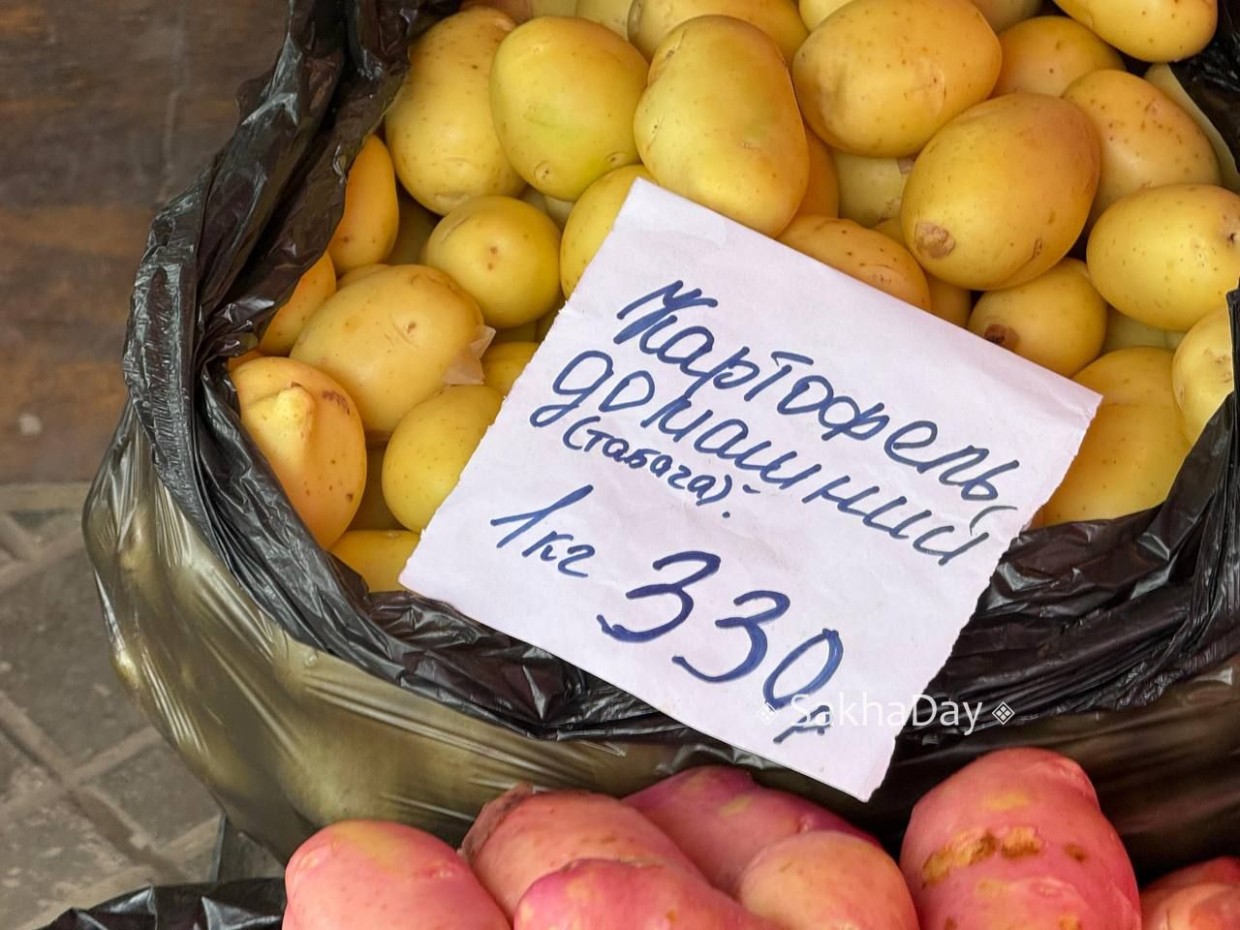 Картофель
домашний
(табага):
1кг 330р
SakhaDay